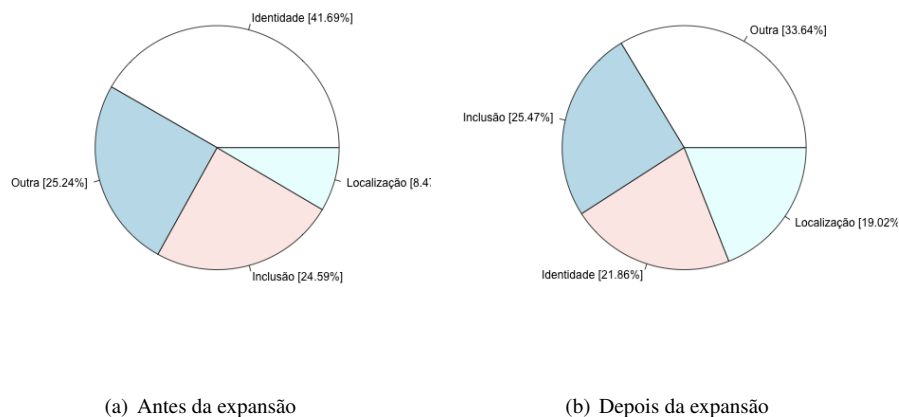 Identidade [41.69%]
Outra [25.24%]
Localização [8.47
Inclusão [24.59%]
Outra [33.64%]
Inclusão [25.47%]
Localização [19.02%
Identidade [21.86%]
(a) Antes da expansão
(b) Depois da expansão